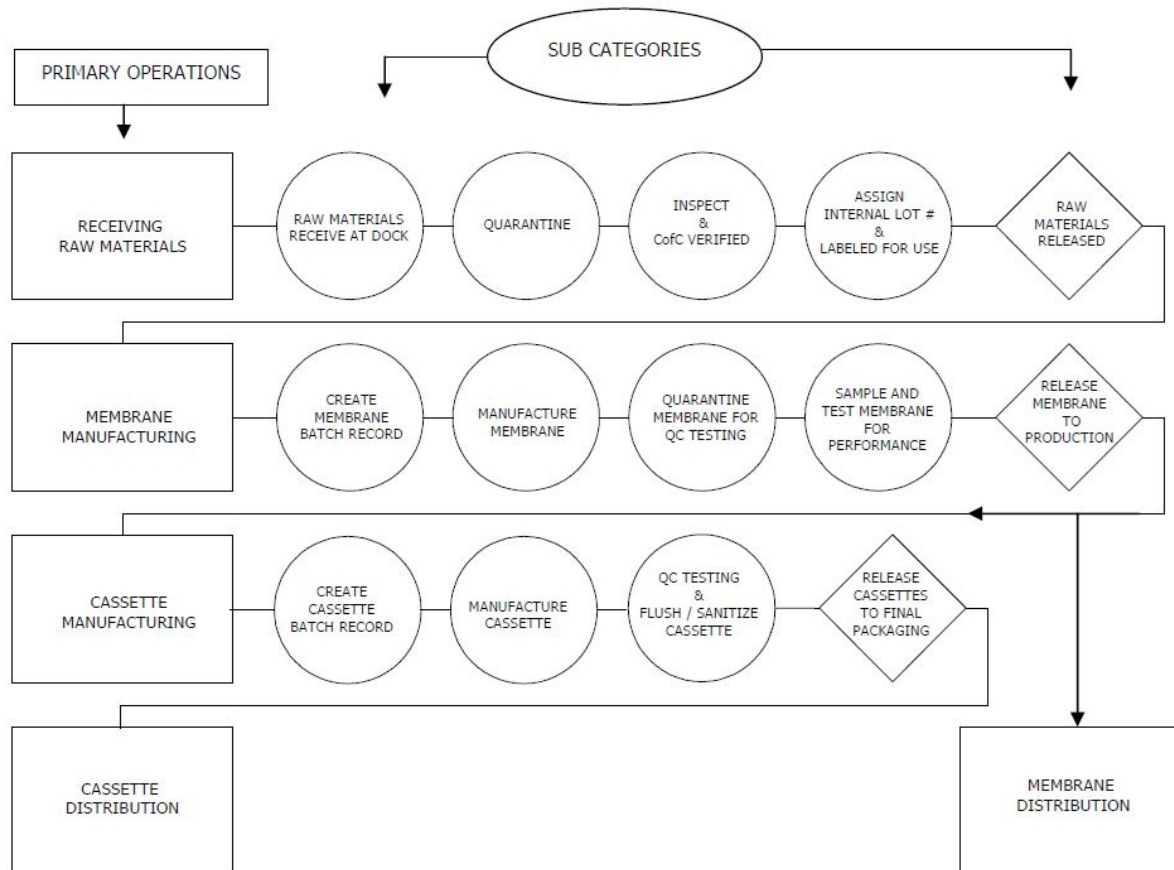 SUB CATEGORIES
PRIMARY OPERATIONS
RECEIVING
RAW MATERIALS
RAW MATERIALS
RECEIVE AT DOCK
QUARANTINE
INSPECT
&
CofC VERIFIED
ASSIGN
INTERNAL LOT #
&
LABELED FOR USE
RAW
MATERIALS
RELEASED
MEMBRANE
MANUFACTURING
CREATE
MEMBRANE
BATCH RECORD
MANUFACTURE
MEMBRANE
QUARANTINE
MEMBRANE FOR
QC TESTING
SAMPLE AND
TEST MEMBRANE
FOR
PERFORMANCE
RELEASE
MEMBRANE
TO
PRODUCTION
CASSETTE
MANUFACTURING
CREATE
CASSETTE
BATCH RECORD
MANUFACTURE
CASSETTE
QC TESTING
&
FLUSH / SANITIZE
CASSETTE
RELEASE
CASSETTES
TO FINAL
PACKAGING
CASSETTE
DISTRIBUTION
MEMBRANE
DISTRIBUTION